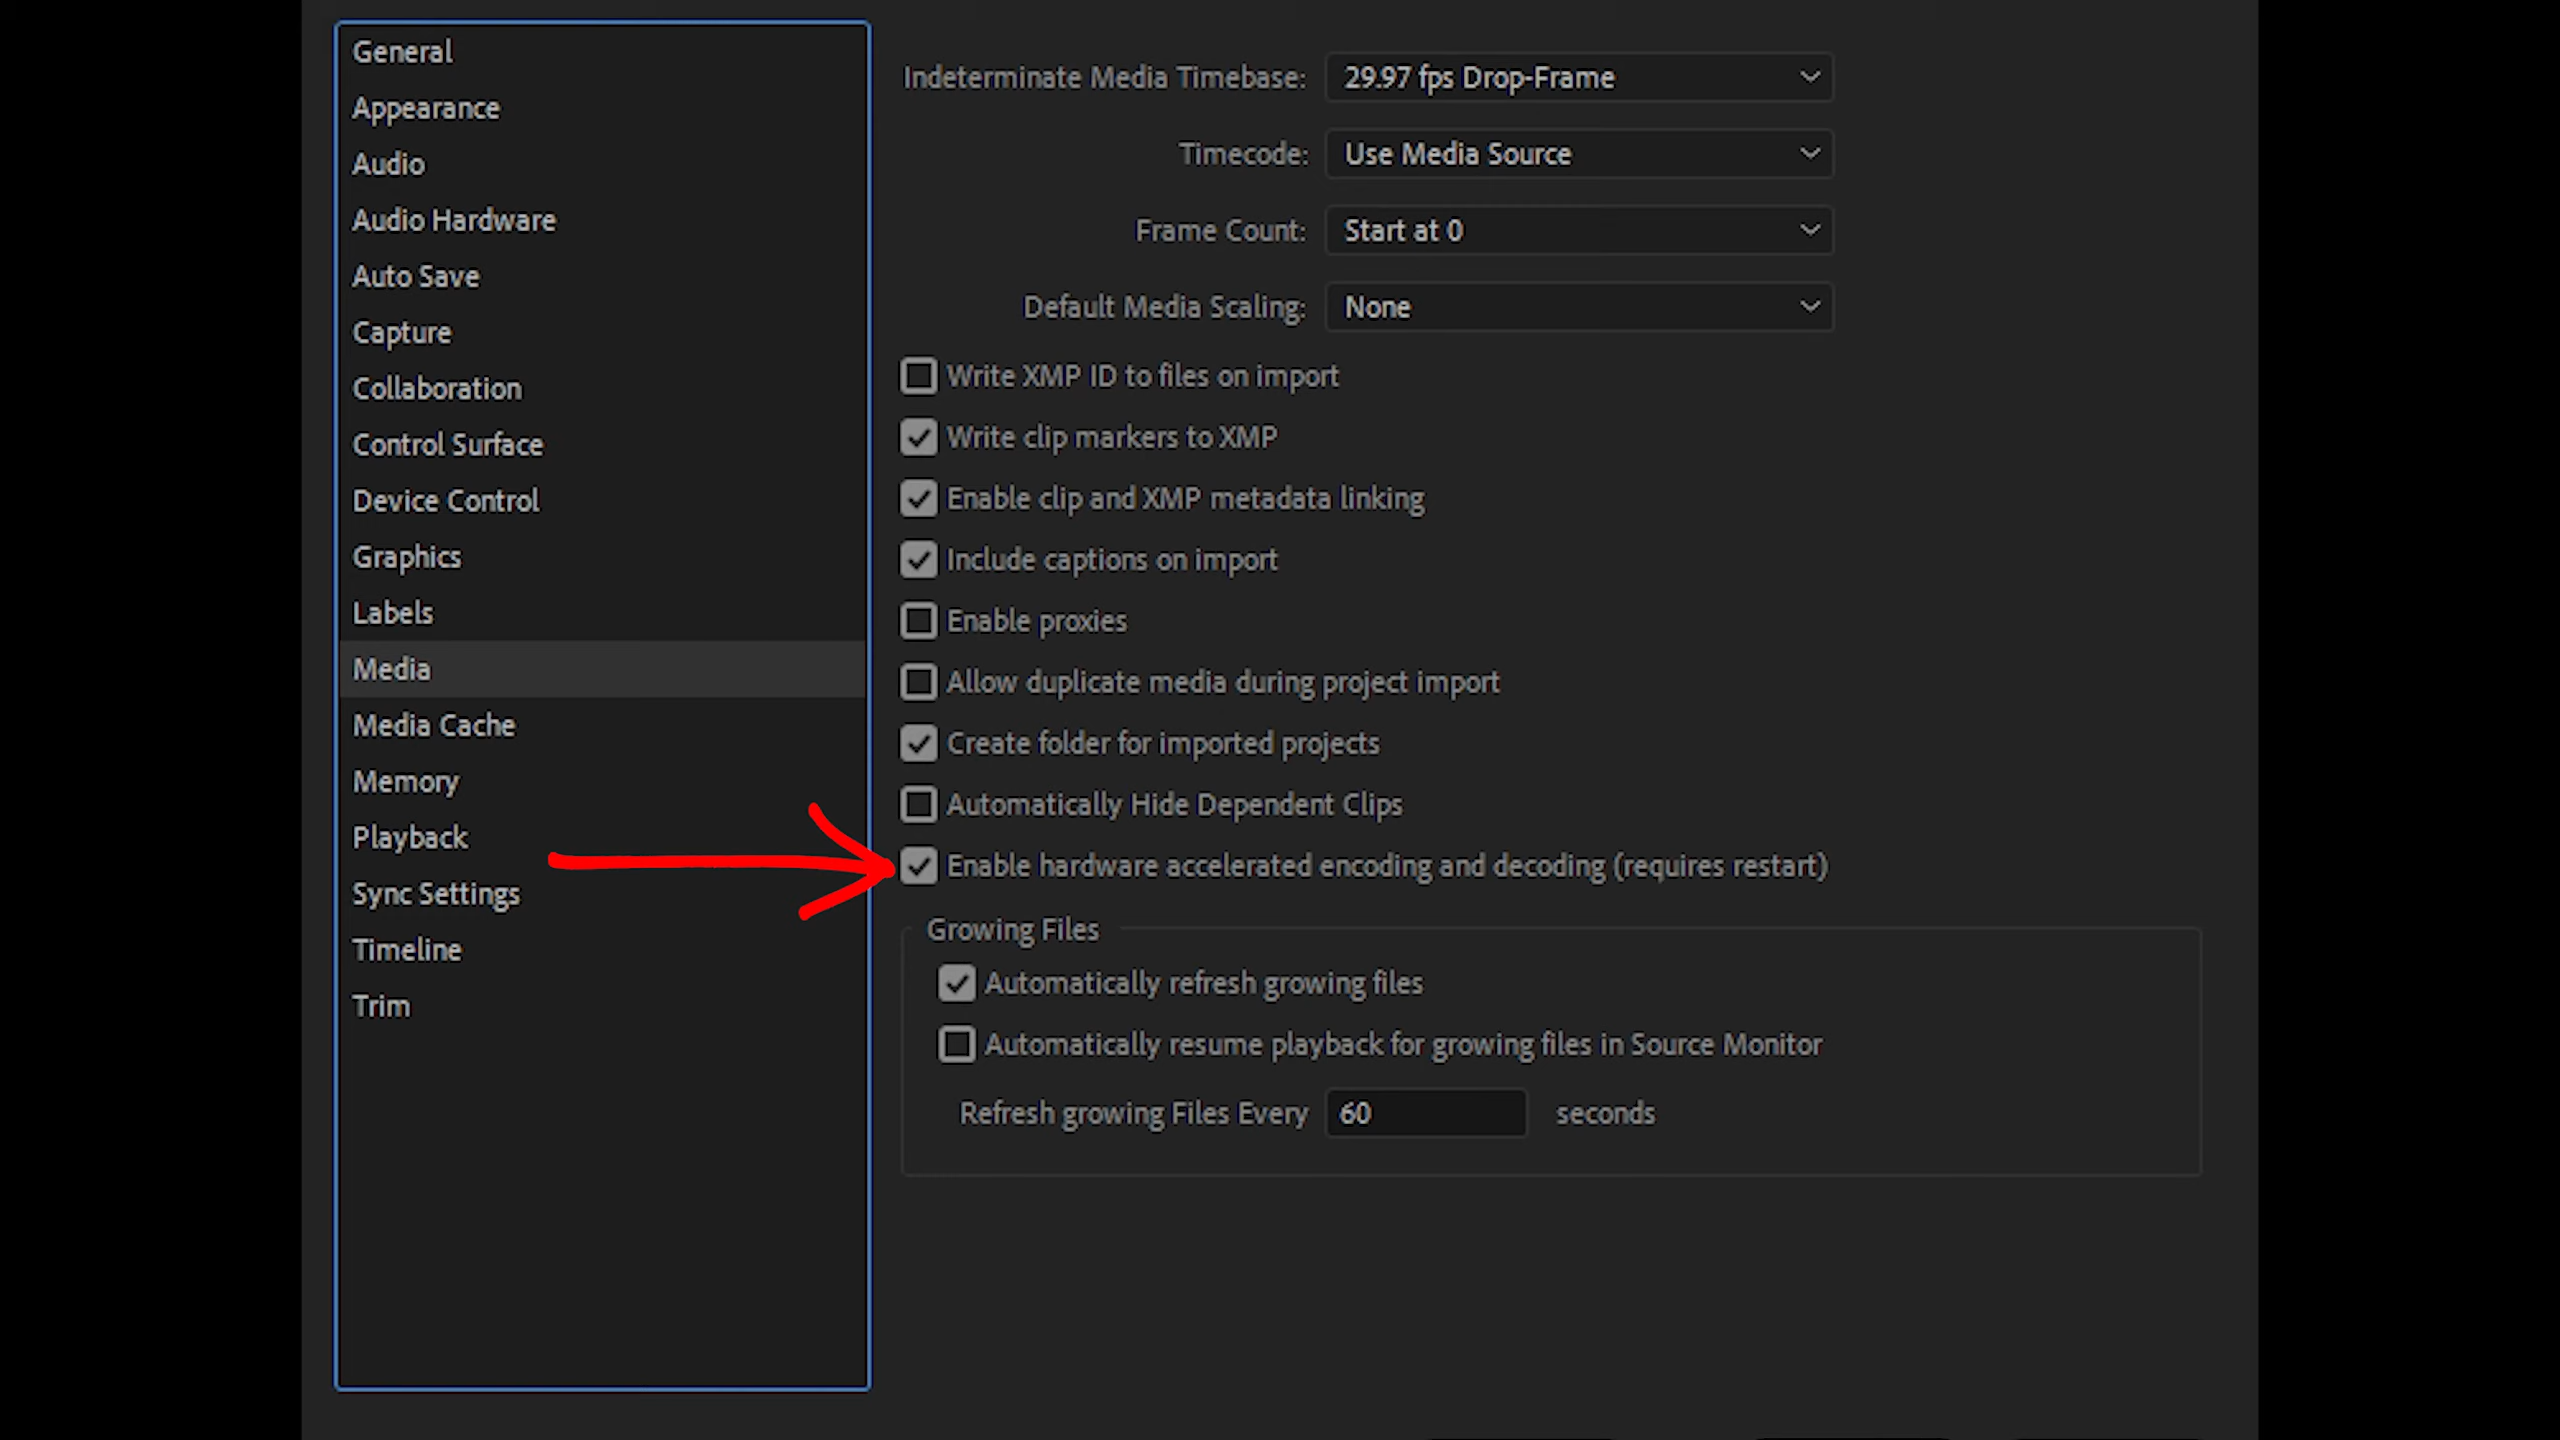 General
Appearance
Audio
Audio Hardware
Auto Save
Capture
Collaboration
Control Surface
Device Control
Graphics
Labels
Media
Media Cache
Memory
Playback
Sync Settings
Timeline
Trim
Indeterminate Media Timebase: 29.97 fps Drop-Frame
Timecode: Use Media Source
Frame Count: Start at 0
Default Media Scaling: None
Write XMP ID to files on import
Write clip markers to XMP
Enable clip and XMP metadata linking
Include captions on import
Enable proxies
Allow duplicate media during project import
Create folder for imported projects
Automatically Hide Dependent Clips
Enable hardware accelerated encoding and decoding (requires restart)
Growing Files
Automatically refresh growing files
Automatically resume playback for growing files in Source Monitor
Refresh growing Files Every 60 seconds